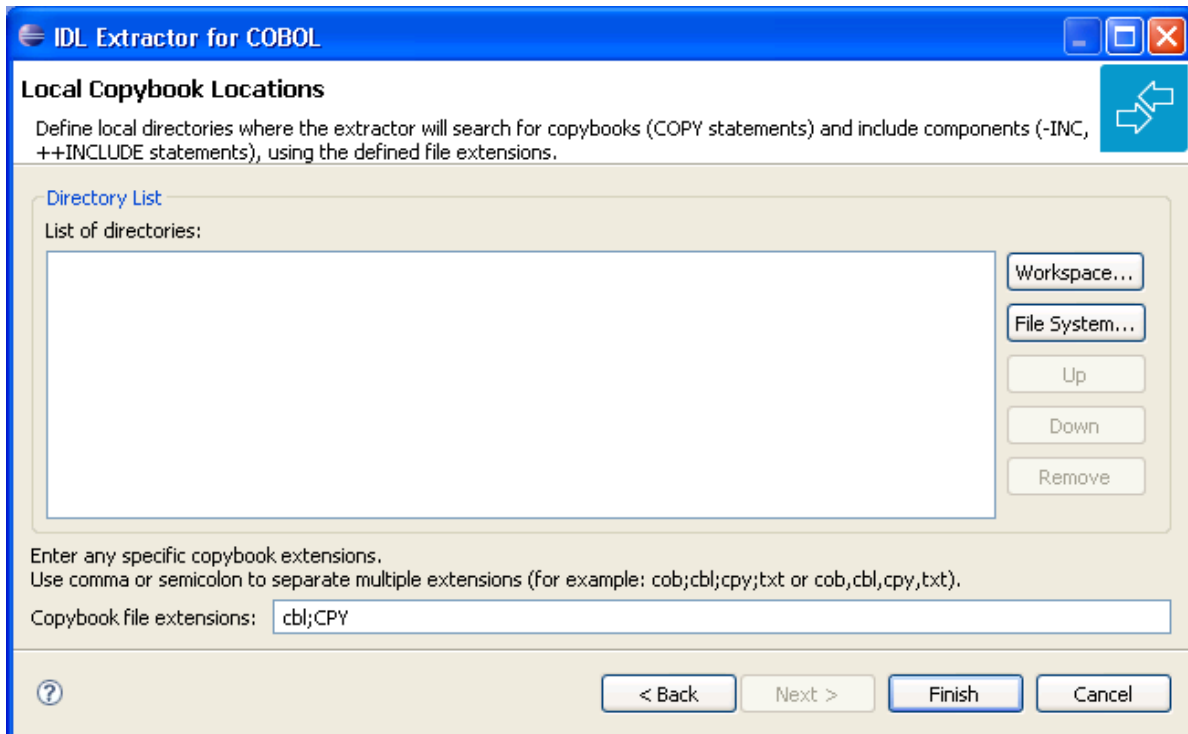 IDL Extractor for COBOL
Local Copybook Locations
Define local directories where the extractor will search for copybooks (COPY statements) and include components (-INC,
++INCLUDE statements), using the defined file extensions.
Directory List
List of directories:
Workspace...
File System...
Up
Down
Remove
Enter any specific copybook extensions.
Use comma or semicolon to separate multiple extensions (for example: cob;cbl;cpy;txt or cob,cbl,cpy,txt).
Copybook file extensions: cbl;CPY
? < Back Next > Finish Cancel